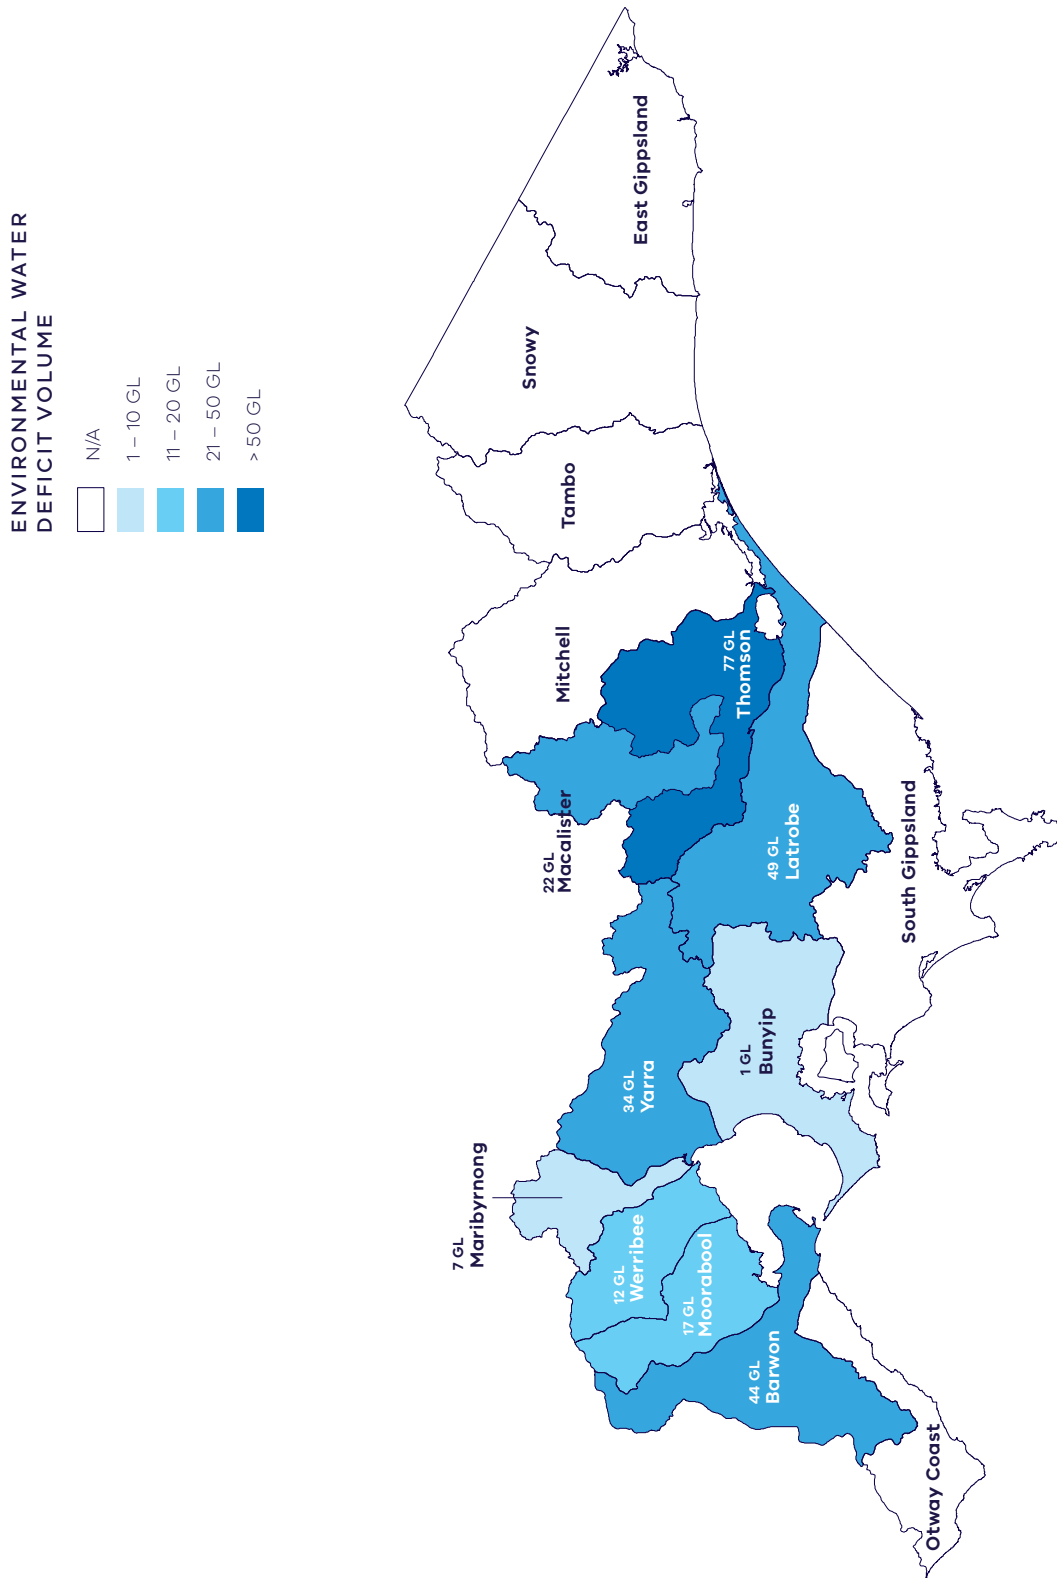 ENVIRONMENTAL WATER
DEFICIT VOLUME
N/A
1 – 10 GL
11 – 20 GL
21 – 50 GL
> 50 GL
7 GL
Maribyrnong
22 GL
Macalister
Mitchell
Tambo
Snowy
East Gippsland
12 GL
Werribee
34 GL
Yarra
17 GL
Moorabool
77 GL
Thomson
44 GL
Barwon
1 GL
Bunyip
49 GL
Latrobe
South Gippsland
Otway Coast